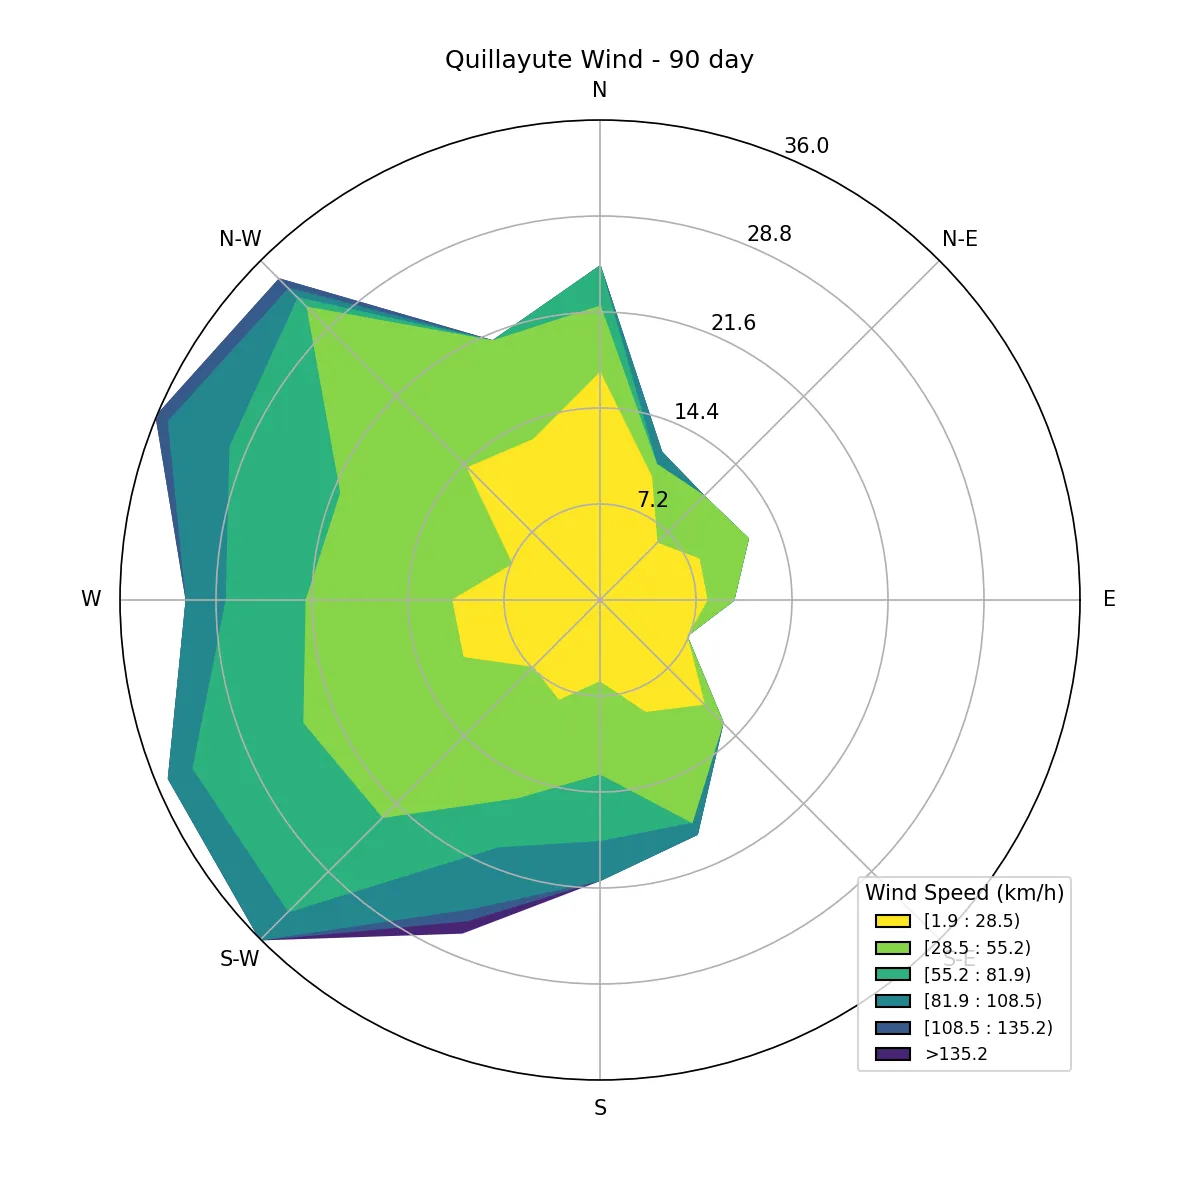 Quillayute Wind - 90 day
N
36.0
28.8
N-W
N-E
21.6
14.4
7.2
W
E
Wind Speed (km/h)
[1.9 : 28.5)
[28.5 : 55.2)
S-W
S-E
[55.2 : 81.9)
[81.9 : 108.5)
[108.5 : 135.2)
>135.2
S